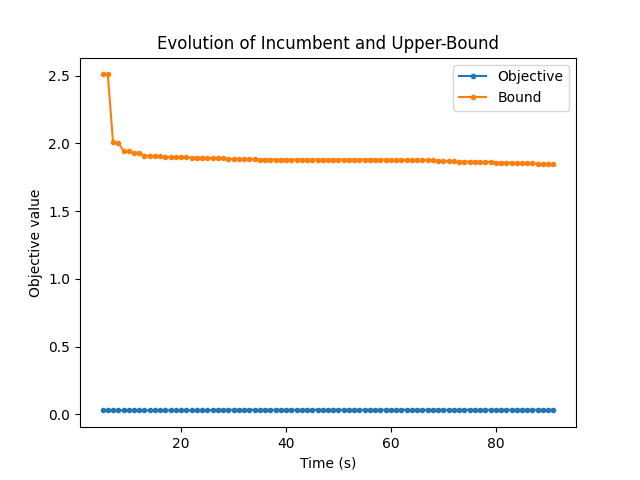 Evolution of Incumbent and Upper-Bound
Objective
Bound
2.5
2.0
1.5
1.0
0.5
0.0
Objective value
20
40
60
80
Time (s)